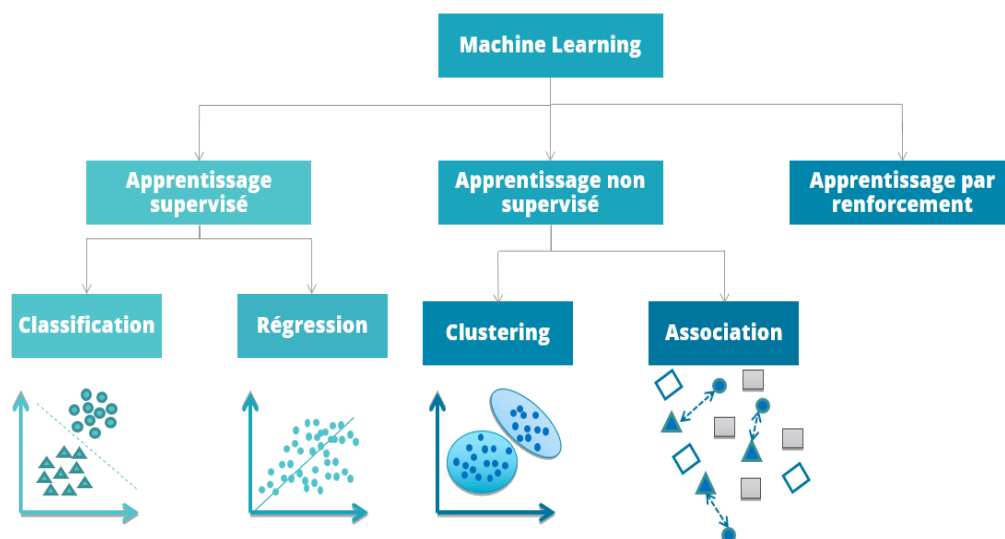 Machine Learning
Apprentissage
supervisé
Apprentissage non
supervisé
Apprentissage par
renforcement
Classification
Régression
Clustering
Association